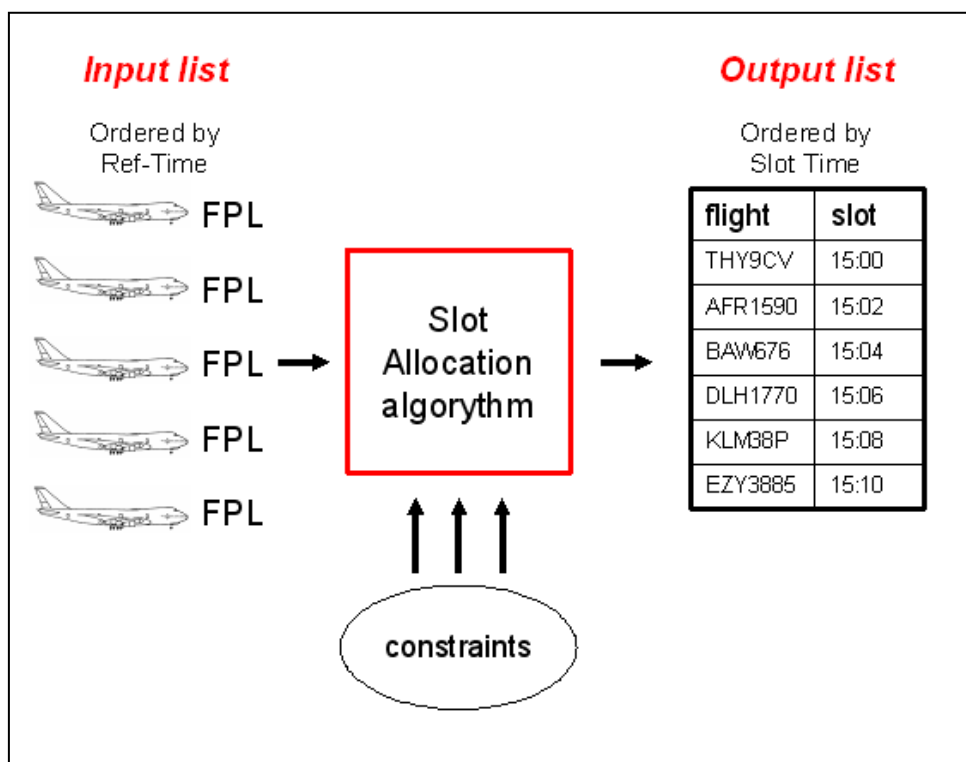 Input list
Ordered by
Ref-Time
FPL
FPL
FPL
FPL
FPL
Slot
Allocation
algorythm
constraints
Output list
Ordered by
Slot Time
flight slot
THY9CV 15:00
AFR1590 15:02
BAW676 15:04
DLH1770 15:06
KLM38P 15:08
EZY3885 15:10